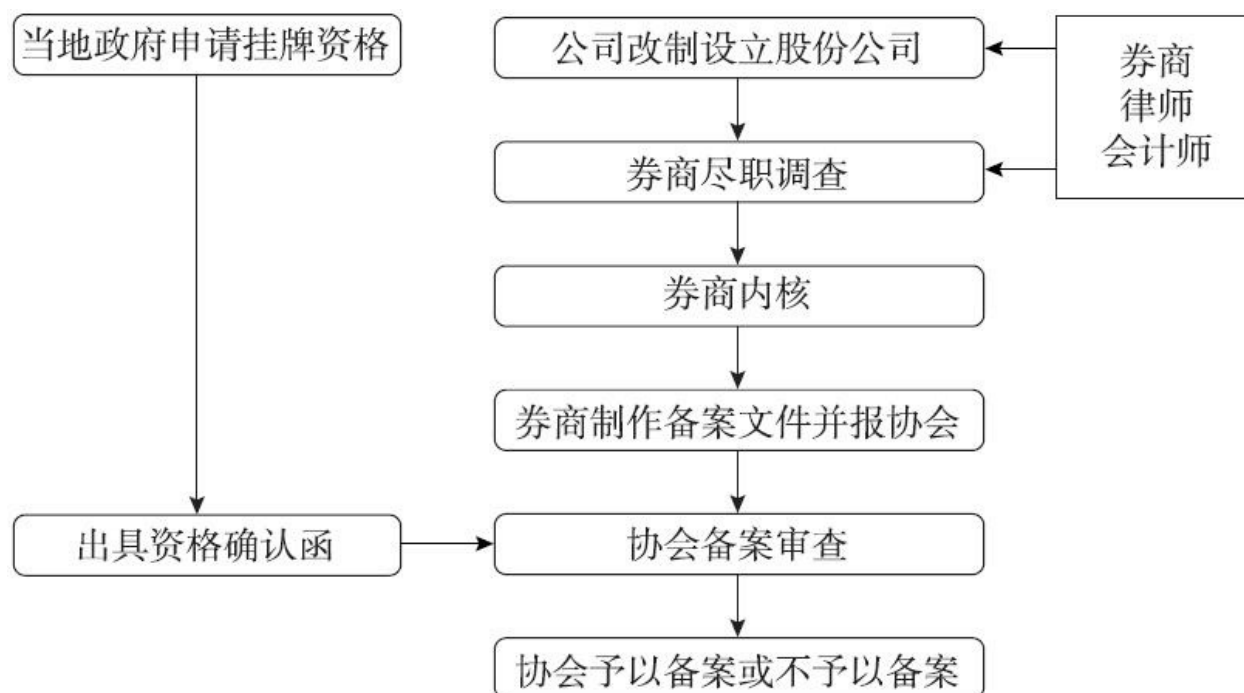 当地政府申请挂牌资格
公司改制设立股份公司
券商
律师
会计师
券商尽职调查
券商内核
券商制作备案文件并报协会
出具资格确认函
协会备案审查
协会予以备案或不予以备案